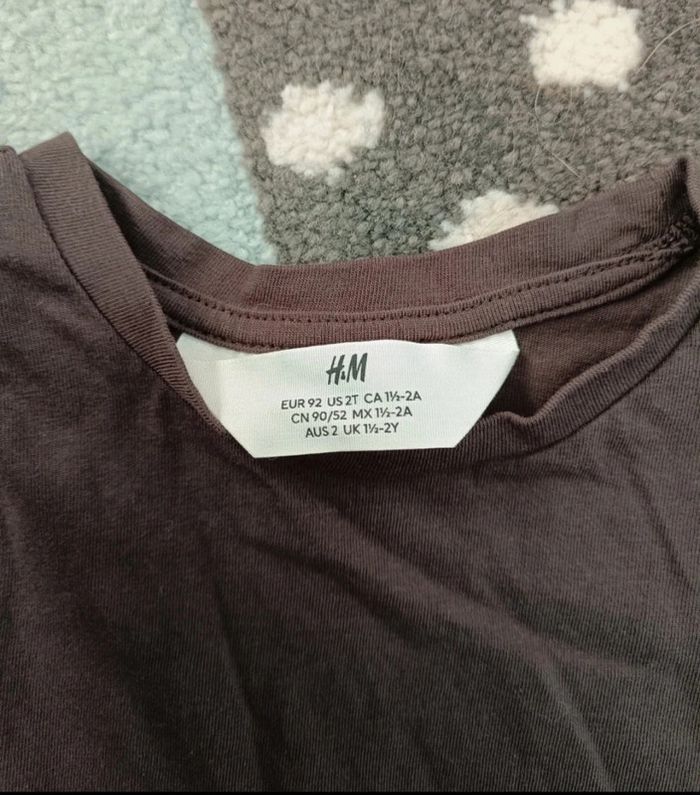 H&M
EUR 92 US 2T CA 1½-2A
CN 90/52 MX 1½-2A
AUS 2 UK 1½-2Y